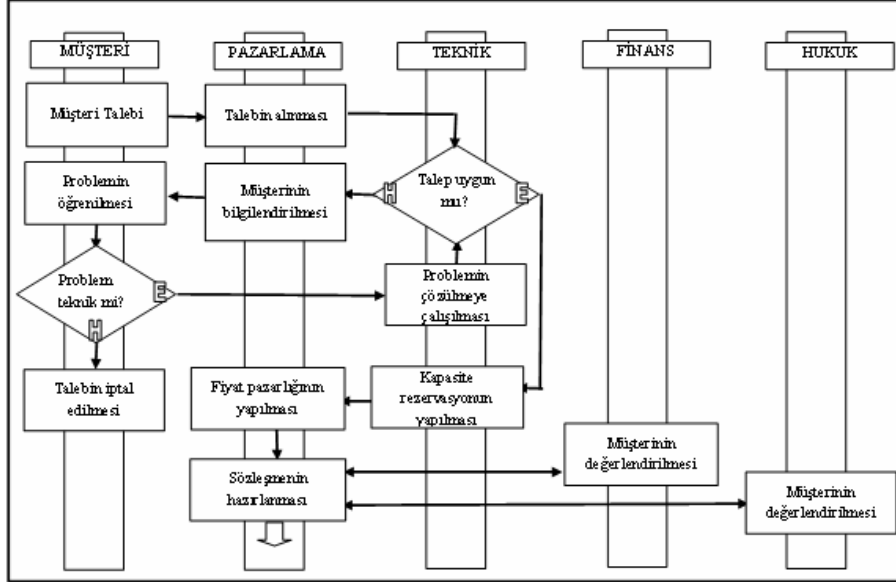 MÜŞTERİ
PAZARLAMA
TEKNİK
FİNANS
HUKUK
Müşteri Talebi
Talebin alınması
Talep uygun
mu?
H
E
Problemin
öğrenilmesi
Müşterinin
bilgilendirilmesi
Problem
teknik mi?
E
H
Problemin
çözülmeye
çalışılması
Talebin iptal
edilmesi
Fiyat pazarlığının
yapılması
Kapasite
rezervasyonun
yapılması
Sözleşmenin
hazırlanması
Müşterinin
değerlendirilmesi
Müşterinin
değerlendirilmesi